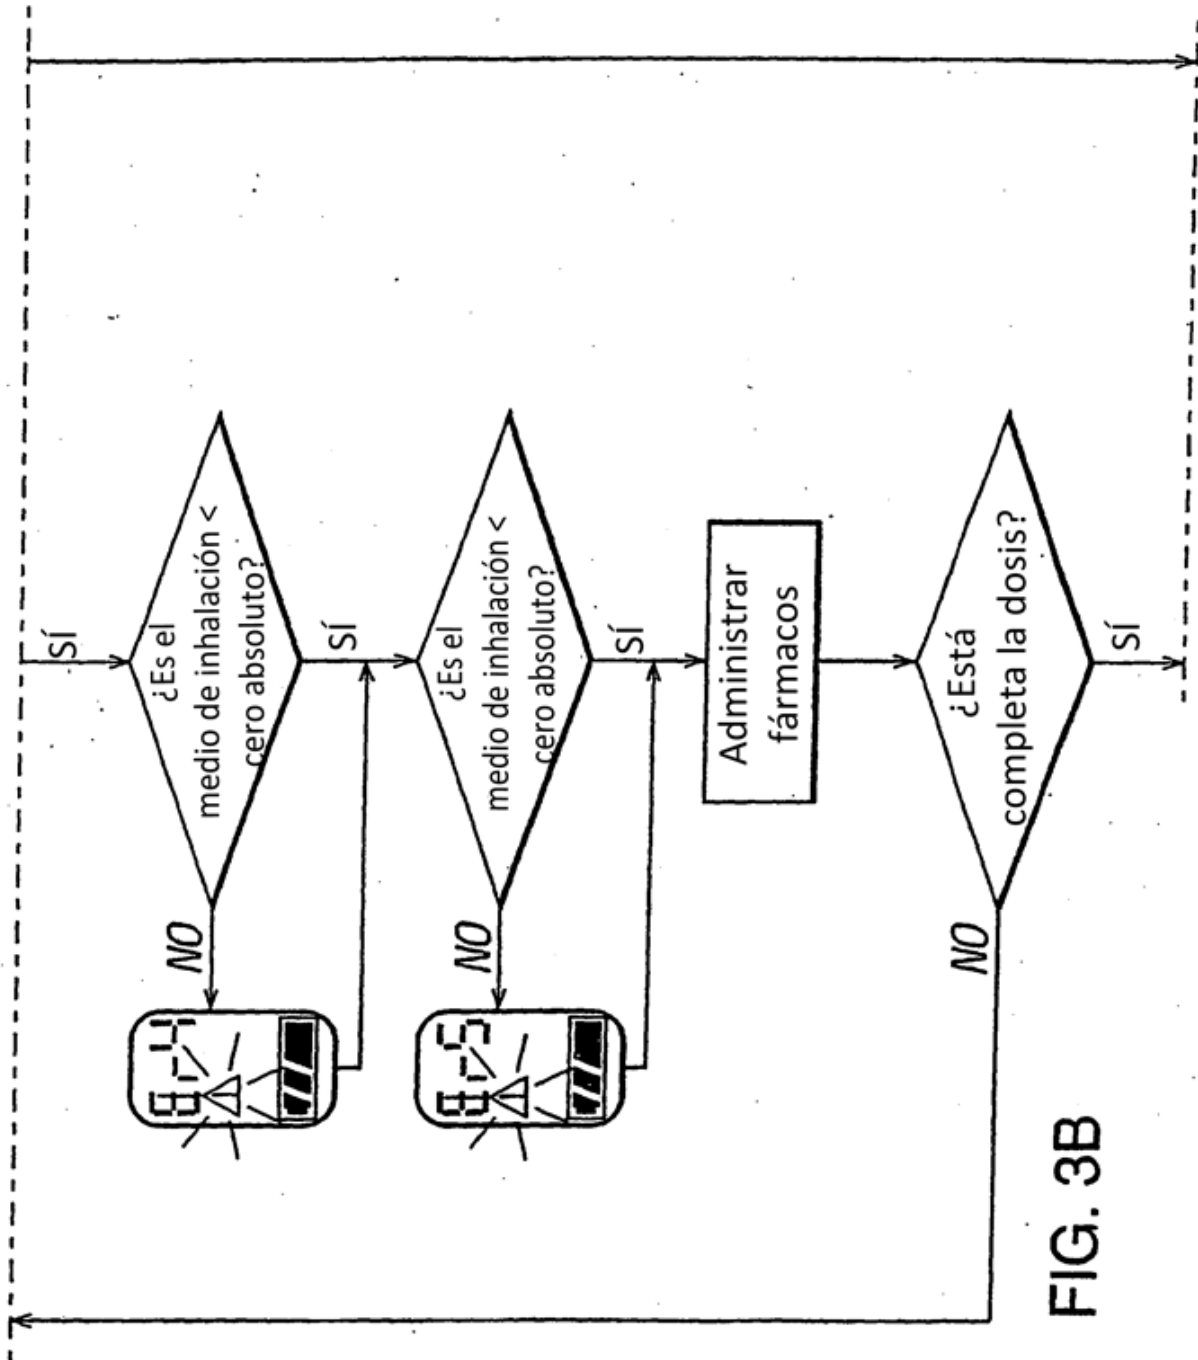 SÍ
¿Es el
medio de inhalación <
cero absoluto?
NO
SÍ
¿Es el
medio de inhalación <
cero absoluto?
NO
SÍ
Administrar
fármacos
¿Está
completa la dosis?
NO
SÍ
FIG. 3B